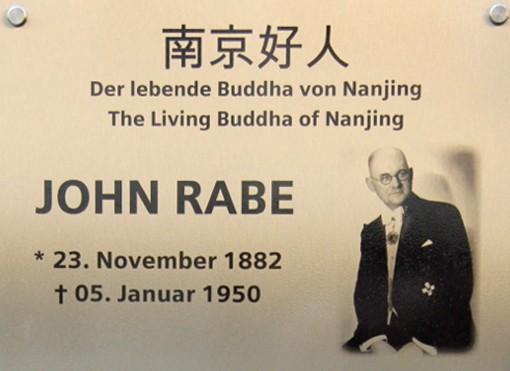 南京好人
Der lebende Buddha von Nanjing
The Living Buddha of Nanjing
JOHN RABE
* 23. November 1882
† 05. Januar 1950